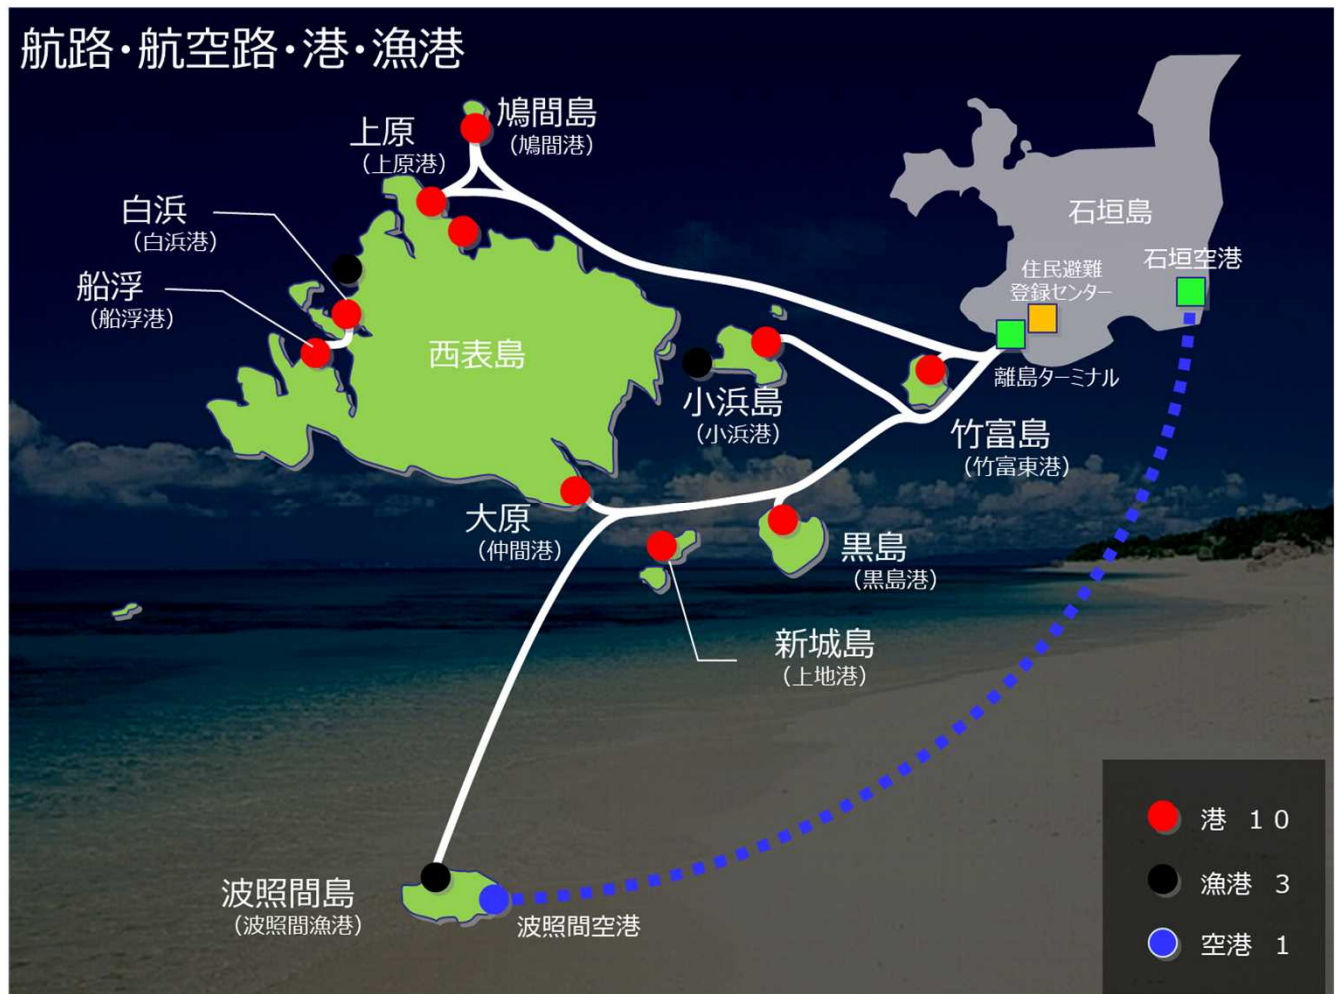 航路・航空路・港・漁港
鳩間島
（鳩間港）
上原
（上原港）
白浜
（白浜港）
船浮
（船浮港）
石垣島
石垣空港
住民避難
登録センター
離島ターミナル
西表島
小浜島
（小浜港）
竹富島
（竹富東港）
大原
（仲間港）
黒島
（黒島港）
新城島
（上地港）
波照間島
（波照間漁港）
波照間空港
港 １０
漁港 ３
空港 １